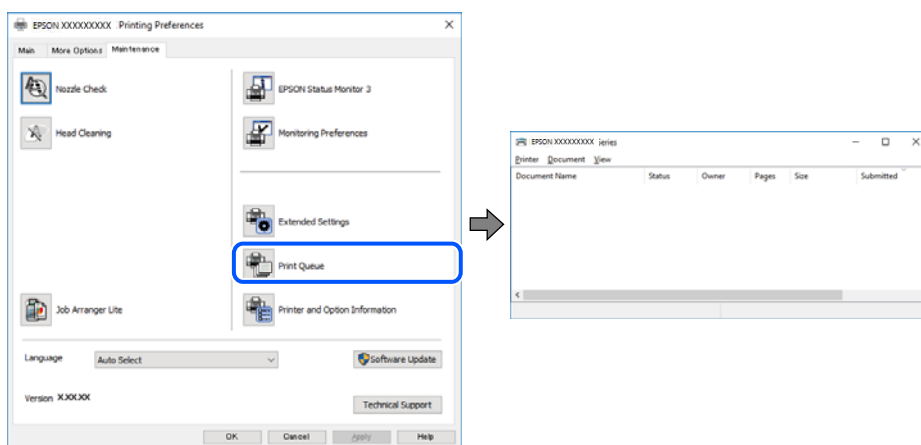 EPSON XXXXXXXXX Printing Preferences
Main More Options Maintenance
Nozzle Check
EPSON Status Monitor 3
Head Cleaning
Monitoring Preferences
Extended Settings
Print Queue
Job Arranger Lite
Printer and Option Information
Language Auto Select Software Update
Version X.XX.XX
Technical Support
OK Cancel Apply Help
EPSON XXXXXXXXX jeries
Printer Document View
Document Name Status Owner Pages Size Submitted